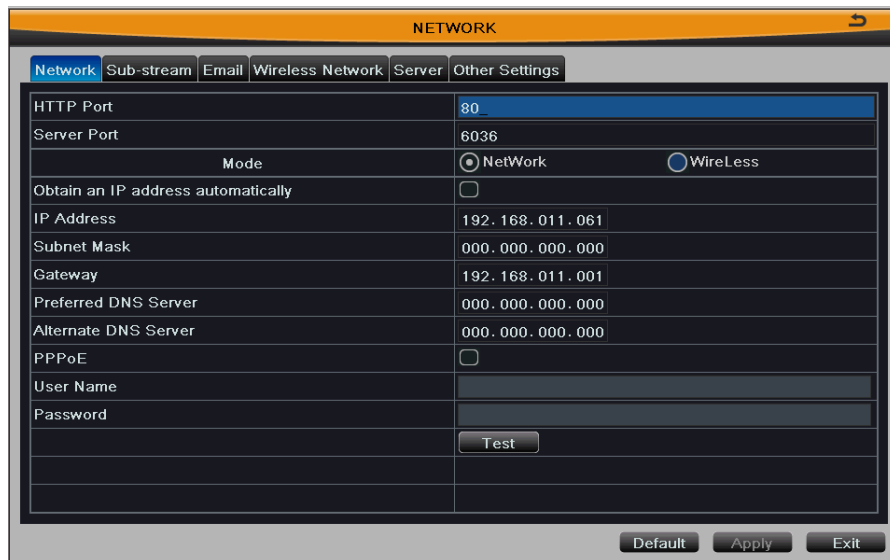 NETWORK
Network Sub-stream Email Wireless Network Server Other Settings
HTTP Port 80_
Server Port 6036
Mode NetWork WireLess
Obtain an IP address automatically
IP Address 192.168.011.061
Subnet Mask 000.000.000.000
Gateway 192.168.011.001
Preferred DNS Server 000.000.000.000
Alternate DNS Server 000.000.000.000
PPPoE
User Name
Password
Test
Default Apply Exit